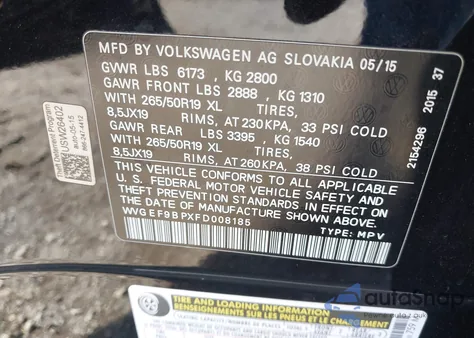 MFD BY VOLKSWAGEN AG SLOVAKIA 05/15
GVWR LBS 6173 , KG 2800
GAWR FRONT LBS 2888 , KG 1310
WITH 265/50R19 XL TIRES,
8,5JX19 RIMS, AT 230KPA, 33 PSI COLD
GAWR REAR LBS 3395 , KG 1540
WITH 265/50R19 XL TIRES,
8,5JX19 RIMS, AT 260KPA, 38 PSI COLD
THIS VEHICLE CONFORMS TO ALL APPLICABLE
U.S. FEDERAL MOTOR VEHICLE SAFETY
THEFT PREVENTION STANDARDS IN EFFECT ON
THE DATE OF MANUFACTURE SHOWN ABOVE.
WVGEF9BPXFD008185
TYPE: MPV
2015 37
2154296
TIRE AND LOADING INFORMATION